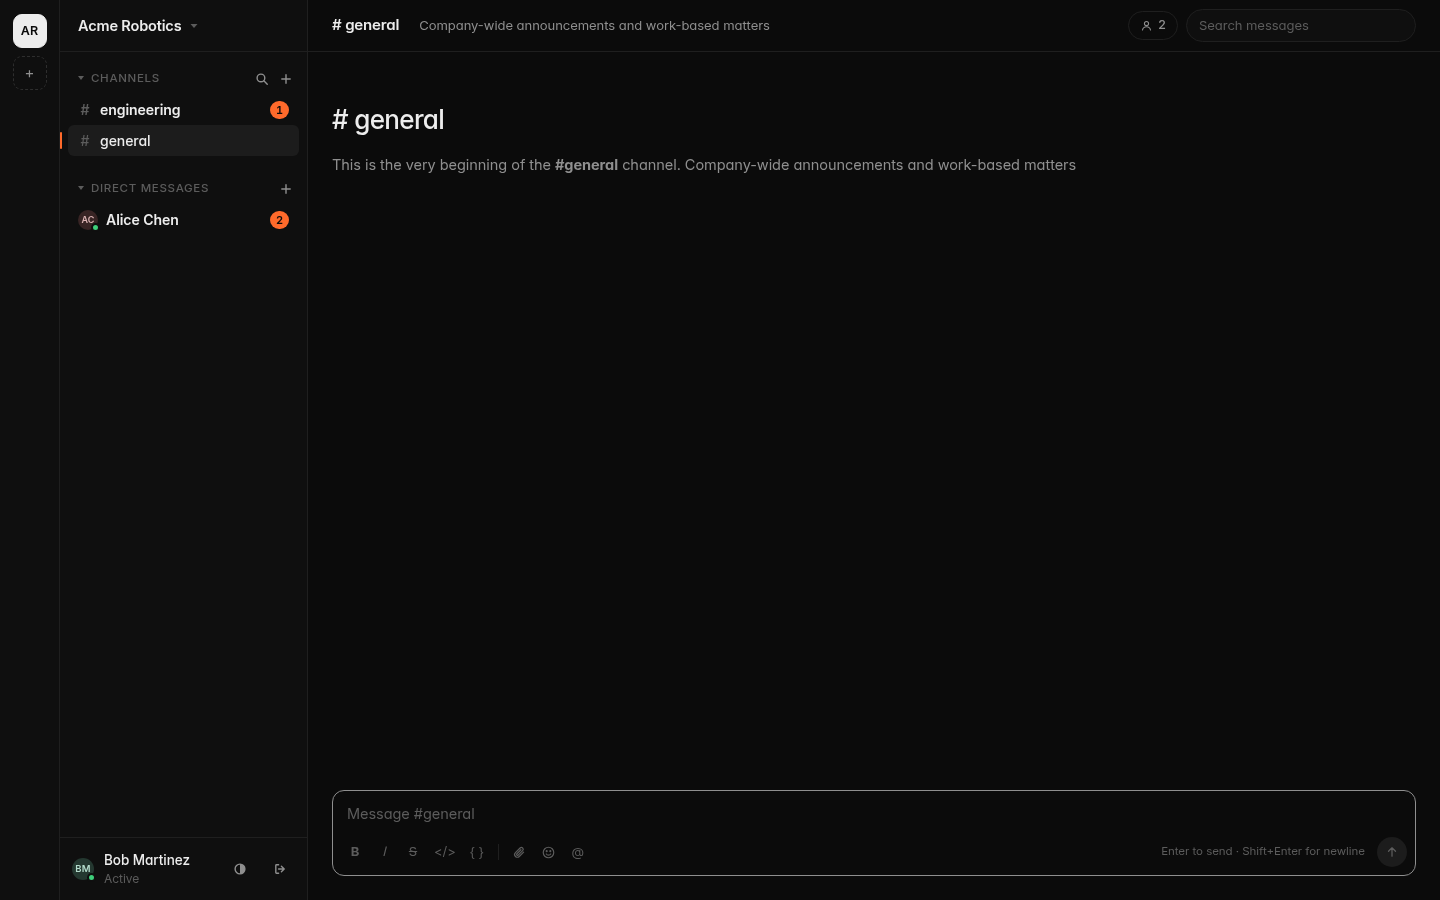 AR
+
Acme Robotics
CHANNELS
# engineering 1
# general
DIRECT MESSAGES
AC Alice Chen 2
BM Bob Martinez
Active
# general Company-wide announcements and work-based matters
2
Search messages
# general
This is the very beginning of the #general channel. Company-wide announcements and work-based matters
Message #general
B I S </> { } @
Enter to send · Shift+Enter for newline